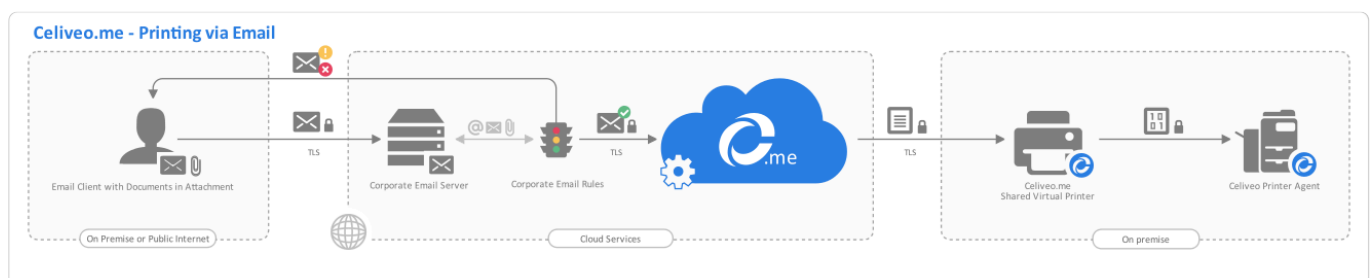 Celiveo.me - Printing via Email
TLS
@
TLS
.me
TLS
10
01
Email Client with Documents in Attachment
Corporate Email Server
Corporate Email Rules
Celiveo.me
Shared Virtual Printer
Celiveo Printer Agent
On Premise or Public Internet
Cloud Services
On premise